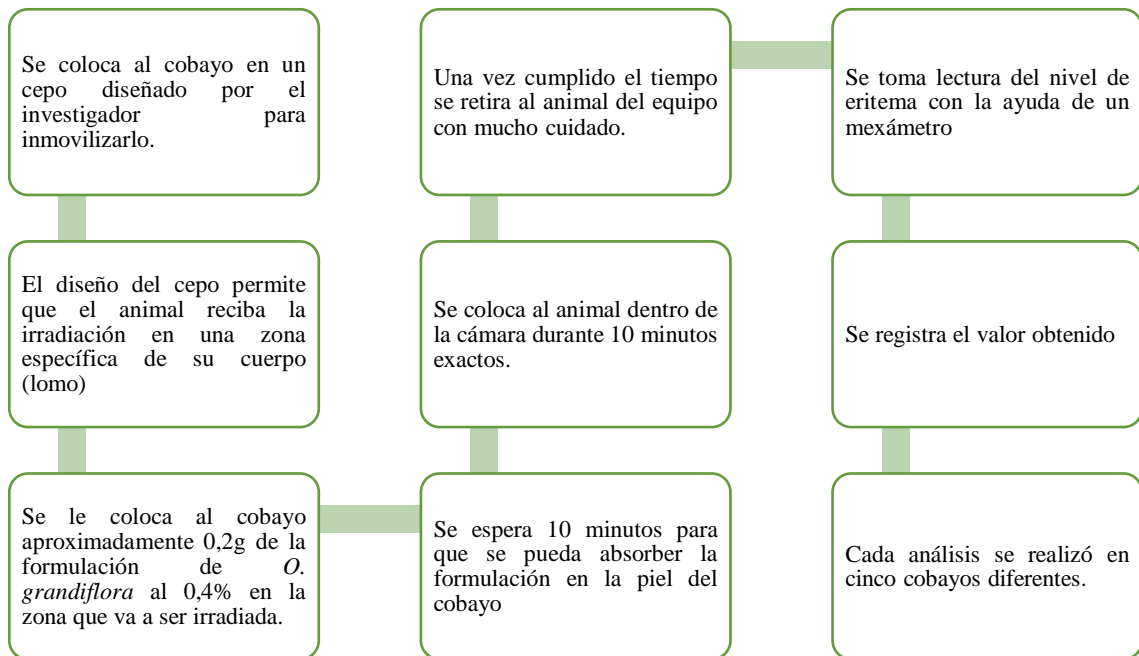 Se coloca al cobayo en un
cepo diseñado por el
investigador para
inmovilizarlo.
El diseño del cepo permite
que el animal reciba la
irradiación en una zona
específica de su cuerpo
(lomo)
Se le coloca al cobayo
aproximadamente 0,2g de la
formulación de O.
grandiflora al 0,4% en la
zona que va a ser irradiada.
Se espera 10 minutos para
que se pueda absorber la
formulación en la piel del
cobayo
Se coloca al animal dentro de
la cámara durante 10 minutos
exactos.
Una vez cumplido el tiempo
se retira al animal del equipo
con mucho cuidado.
Se toma lectura del nivel de
eritema con la ayuda de un
mexámetro
Se registra el valor obtenido
Cada análisis se realizó en
cinco cobayos diferentes.